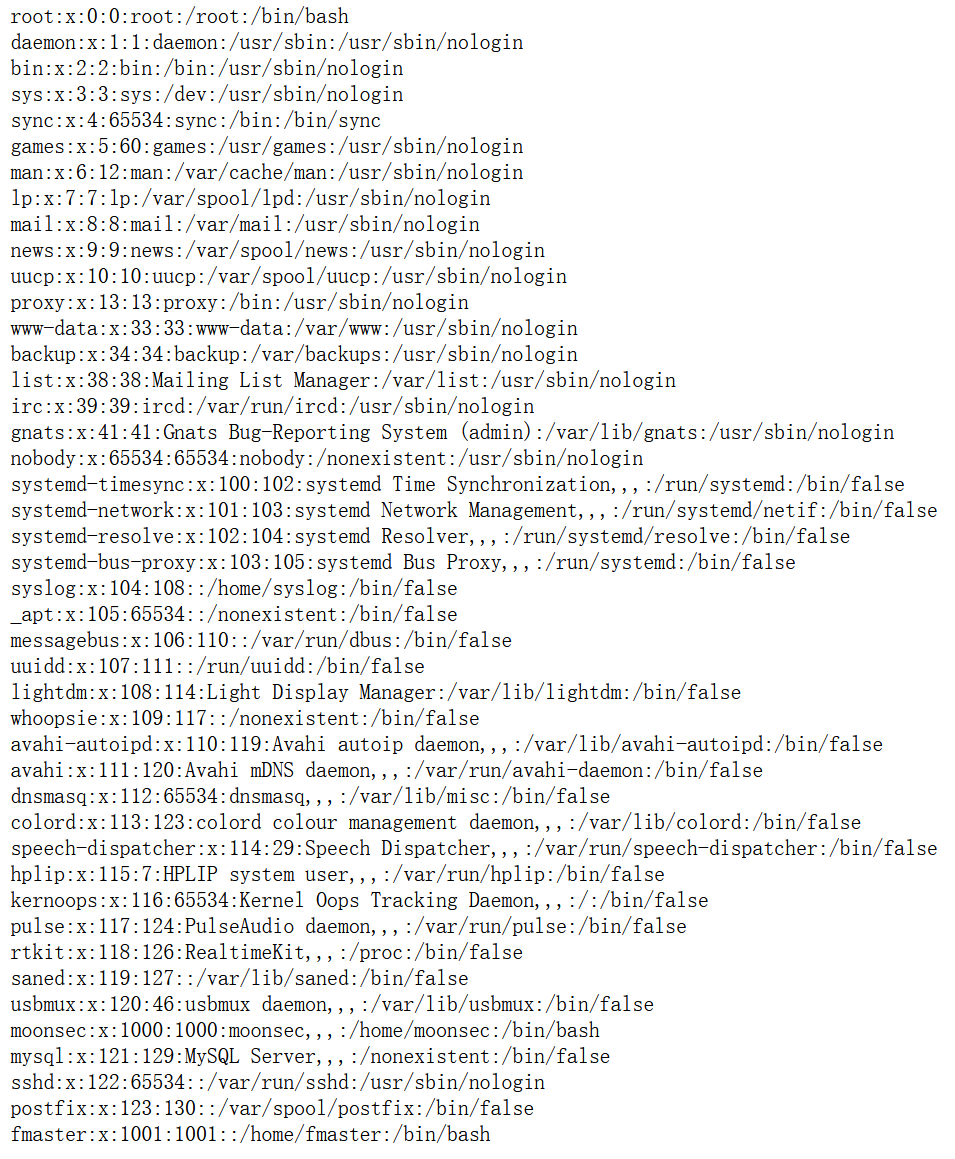 root:x:0:0:root:/root:/bin/bash
daemon:x:1:1:daemon:/usr/sbin:/usr/sbin/nologin
bin:x:2:2:bin:/bin:/usr/sbin/nologin
sys:x:3:3:sys:/dev:/usr/sbin/nologin
sync:x:4:65534:sync:/bin:/bin/sync
games:x:5:60:games:/usr/games:/usr/sbin/nologin
man:x:6:12:man:/var/cache/man:/usr/sbin/nologin
lp:x:7:7:lp:/var/spool/lpd:/usr/sbin/nologin
mail:x:8:8:mail:/var/mail:/usr/sbin/nologin
news:x:9:9:news:/var/spool/news:/usr/sbin/nologin
uucp:x:10:10:uucp:/var/spool/uucp:/usr/sbin/nologin
proxy:x:13:13:proxy:/bin:/usr/sbin/nologin
www-data:x:33:33:www-data:/var/www:/usr/sbin/nologin
backup:x:34:34:backup:/var/backups:/usr/sbin/nologin
list:x:38:38:Mailing List Manager:/var/list:/usr/sbin/nologin
irc:x:39:39:ircd:/var/run/ircd:/usr/sbin/nologin
gnats:x:41:41:Gnats Bug-Reporting System (admin):/var/lib/gnats:/usr/sbin/nologin
nobody:x:65534:65534:nobody:/nonexistent:/usr/sbin/nologin
systemd-timesync:x:100:102:systemd Time Synchronization,,,:/run/systemd:/bin/false
systemd-network:x:101:103:systemd Network Management,,,:/run/systemd/netif:/bin/false
systemd-resolve:x:102:104:systemd Resolver,,,:/run/systemd/resolve:/bin/false
systemd-bus-proxy:x:103:105:systemd Bus Proxy,,,:/run/systemd:/bin/false
syslog:x:104:108::/home/syslog:/bin/false
_apt:x:105:65534::/nonexistent:/bin/false
messagebus:x:106:110::/var/run/dbus:/bin/false
uuidd:x:107:111::/run/uuidd:/bin/false
lightdm:x:108:114:Light Display Manager:/var/lib/lightdm:/bin/false
whoopsie:x:109:117::/nonexistent:/bin/false
avahi-autoipd:x:110:119:Avahi autoip daemon,,,:/var/lib/avahi-autoipd:/bin/false
avahi:x:111:120:Avahi mDNS daemon,,,:/var/run/avahi-daemon:/bin/false
dnsmasq:x:112:65534:dnsmasq,,,:/var/lib/misc:/bin/false
colord:x:113:123:colord colour management daemon,,,:/var/lib/colord:/bin/false
speech-dispatcher:x:114:29:Speech Dispatcher,,,:/var/run/speech-dispatcher:/bin/false
hplip:x:115:7:HPLIP system user,,,:/var/run/hplip:/bin/false
kernoops:x:116:65534:Kernel Oops Tracking Daemon,,,:/:/bin/false
pulse:x:117:124:PulseAudio daemon,,,:/var/run/pulse:/bin/false
rtkit:x:118:126:RealtimeKit,,,:/proc:/bin/false
saned:x:119:127::/var/lib/saned:/bin/false
usbmux:x:120:46:usbmux daemon,,,:/var/lib/usbmux:/bin/false
moonsec:x:1000:1000:moonsec,,,:/home/moonsec:/bin/bash
mysql:x:121:129:MySQL Server,,,:/nonexistent:/bin/false
sshd:x:122:65534::/var/run/sshd:/usr/sbin/nologin
postfix:x:123:130::/var/spool/postfix:/bin/false
fmaster:x:1001:1001::/home/fmaster:/bin/bash